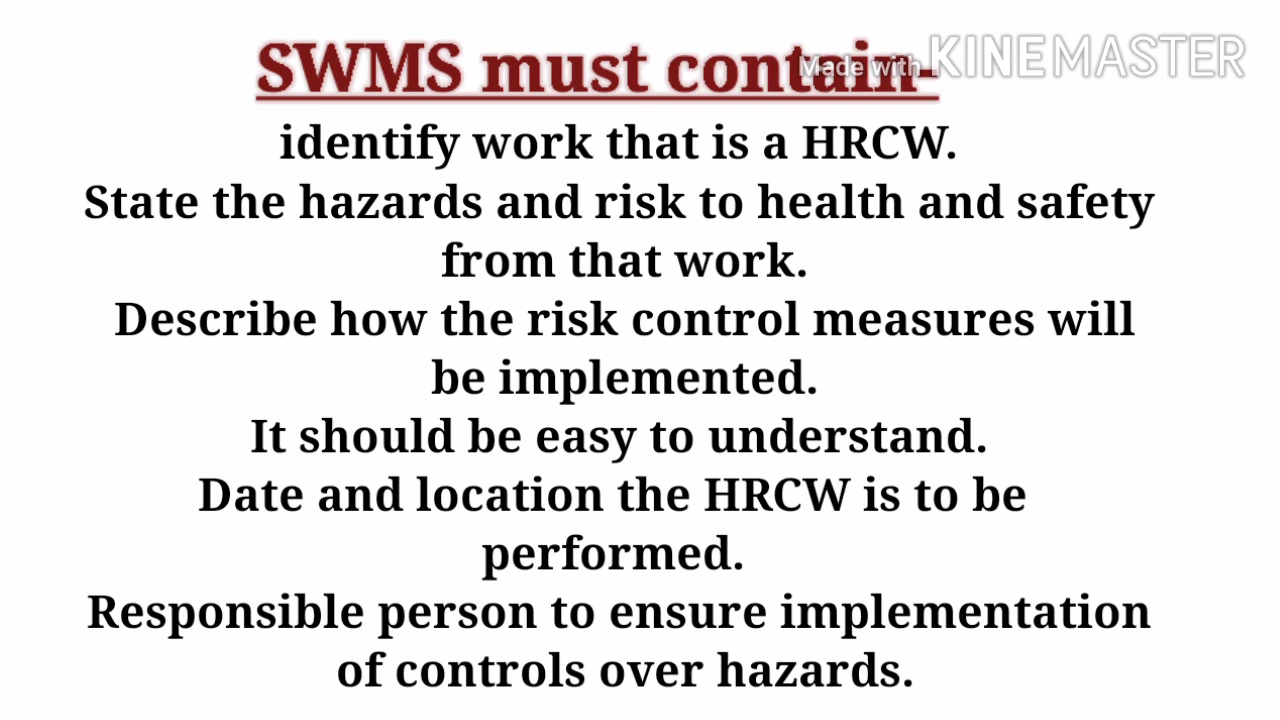 SWMS must contain-
Made with KINEMASTER
identify work that is a HRCW.
State the hazards and risk to health and safety
from that work.
Describe how the risk control measures will
be implemented.
It should be easy to understand.
Date and location the HRCW is to be
performed.
Responsible person to ensure implementation
of controls over hazards.